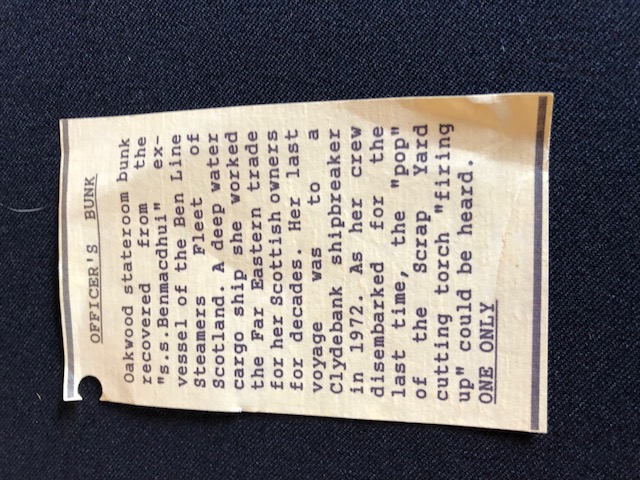 OFFICER'S BUNK
Oakwood stateroom bunk
recovered from the
"s.s.Benmacdhui" ex-
vessel of the Ben Line
Steamers Fleet of
Scotland. A deep water
cargo ship she worked
the Far Eastern trade
for her Scottish owners
for decades. Her last
voyage was to a
Clydebank shipbreaker
in 1972. As her crew
disembarked for the
last time, the "pop"
of the Scrap Yard
cutting torch "firing
up" could be heard.
ONE ONLY